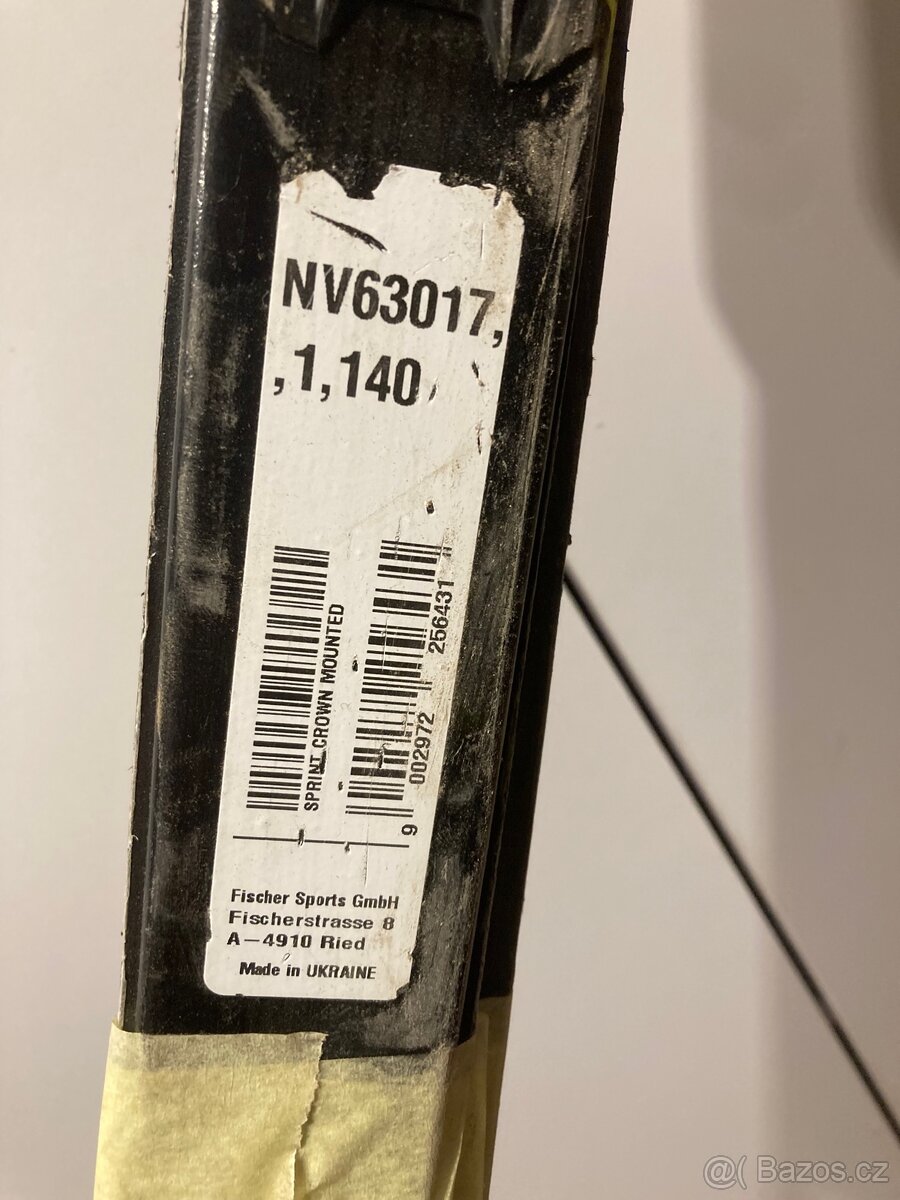 NV63017,
,1,140,
SPRINT CROWN MOUNTED
9 002972 256431
Fischer Sports GmbH
Fischerstrasse 8
A-4910 Ried
Made in UKRAINE
@( Bazos.cz